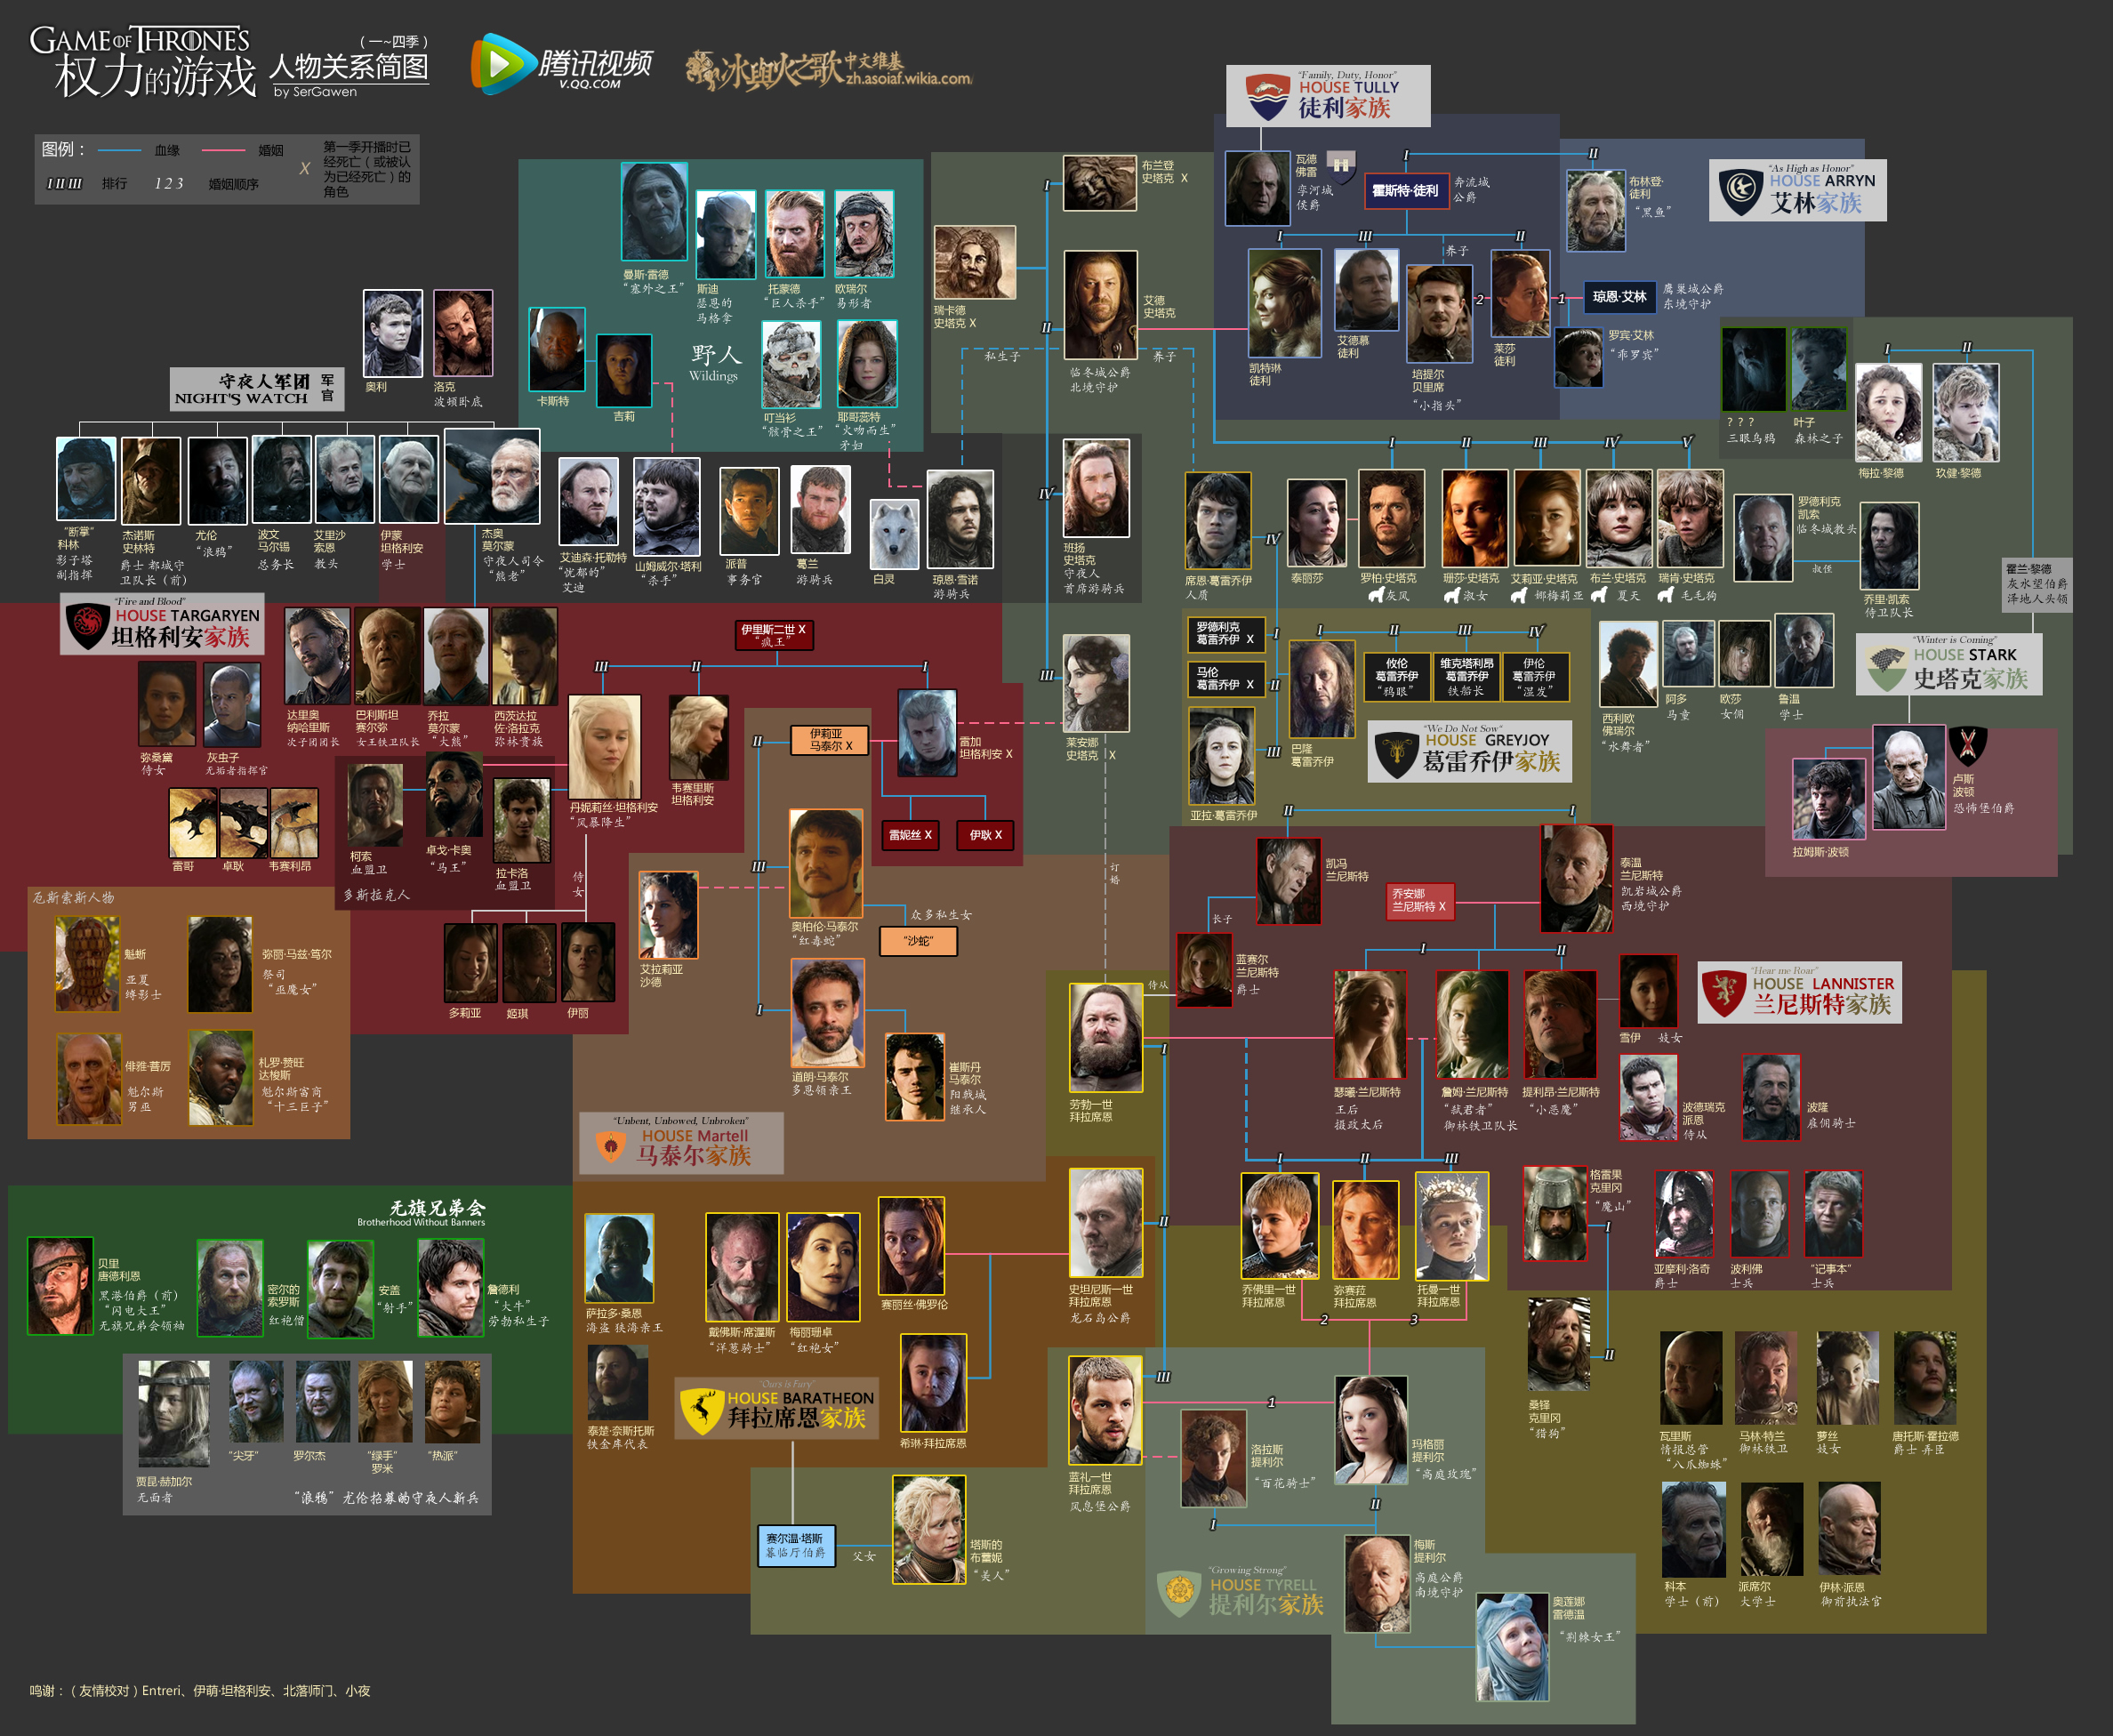 GAME OF THRONES
权力的游戏
（一~四季）
人物关系简图
by SerGawen
腾讯视频
V.QQ.COM
冰與火之歌 中文维基
zh.asoiaf.wikia.com
图例：
血缘
婚姻
X
第一季开播时已
经死亡（或被认
为已经死亡）的
角色
I II III
排行
1 2 3
婚姻顺序
"Family, Duty, Honor"
HOUSE TULLY
徒利家族
瓦德
佛雷
孪河城
侯爵
I
II
霍斯特·徒利
奔流城
公爵
布林登·
徒利
“黑鱼”
"As High as Honor"
HOUSE ARRYN
艾林家族
I
III
II
养子
凯特琳
徒利
艾德慕
徒利
培提尔
贝里席
“小指头”
2
莱莎
徒利
1
琼恩·艾林
鹰巢城公爵
东境守护
罗宾·艾林
“乖罗宾”
布兰登
史塔克 X
I
瑞卡德
史塔克 X
艾德
史塔克
II
私生子
养子
临冬城公爵
北境守护
IV
班扬
史塔克
守夜人
首席游骑兵
III
莱安娜
史塔克 X
订婚
曼斯·雷德
“塞外之王”
斯迪
瑟恩的
马格拿
托蒙德
“巨人杀手”
欧瑞尔
易形者
卡斯特
吉莉
野人
Wildings
叮当衫
“骸骨之王”
耶哥蕊特
“火吻而生”
矛妇
奥利
洛克
波顿卧底
守夜人军团
NIGHT'S WATCH
军官
“断掌”
科林
影子塔
副指挥
杰诺斯
史林特
爵士 都城守
卫队长（前）
尤伦
“浪鸦”
波文
马尔锡
总务长
艾里沙
索恩
教头
伊蒙
坦格利安
学士
杰奥
莫尔蒙
守夜人司令
“熊老”
艾迪森·托勒特
“忧郁的”
艾迪
山姆威尔·塔利
“杀手”
派普
事务官
葛兰
游骑兵
白灵
琼恩·雪诺
游骑兵
I
II
III
IV
V
席恩·葛雷乔伊
人质
泰丽莎
罗柏·史塔克
灰风
珊莎·史塔克
淑女
艾莉亚·史塔克
娜梅莉亚
布兰·史塔克
夏天
瑞肯·史塔克
毛毛狗
？？？
三眼乌鸦
叶子
森林之子
I
II
梅拉·黎德
玖健·黎德
罗德利克
凯索
临冬城教头
叔侄
乔里·凯索
侍卫队长
霍兰·黎德
灰水望伯爵
泽地人头领
西利欧
佛瑞尔
“水舞者”
阿多
马童
欧莎
女佣
鲁温
学士
"Winter is Coming"
HOUSE STARK
史塔克家族
拉姆斯·波顿
卢斯
波顿
恐怖堡伯爵
IV
罗德利克
葛雷乔伊 X
I
马伦
葛雷乔伊 X
II
III
亚拉·葛雷乔伊
I
II
III
IV
巴隆
葛雷乔伊
攸伦
葛雷乔伊
“鸦眼”
维克塔利昂
葛雷乔伊
铁船长
伊伦
葛雷乔伊
“湿发”
"We Do Not Sow"
HOUSE GREYJOY
葛雷乔伊家族
"Fire and Blood"
HOUSE TARGARYEN
坦格利安家族
弥桑黛
侍女
灰虫子
无垢者指挥官
达里奥
纳哈里斯
次子团团长
巴利斯坦
赛尔弥
女王铁卫队长
乔拉
莫尔蒙
“大熊”
西茨达拉
佐·洛拉克
弥林贵族
伊里斯二世 X
“疯王”
III
II
I
丹妮莉丝·坦格利安
“风暴降生”
韦赛里斯
坦格利安
雷加
坦格利安 X
雷妮丝 X
伊耿 X
雷哥
卓耿
韦赛利昂
柯索
血盟卫
卓戈·卡奥
“马王”
拉卡洛
血盟卫
多斯拉克人
侍女
多莉亚
姬琪
伊丽
厄斯索斯人物
魁蜥
亚夏
缚影士
弥丽·马兹·笃尔
祭司
“巫魔女”
俳雅·菩厉
魁尔斯
男巫
札罗·赞旺
达梭斯
魁尔斯富商
“十三巨子”
II
伊莉亚
马泰尔 X
III
奥柏伦·马泰尔
“红毒蛇”
艾拉莉亚
沙德
众多私生女
“沙蛇”
I
道朗·马泰尔
多恩领亲王
崔斯丹
马泰尔
阳戟城
继承人
"Unbent, Unbowed, Unbroken"
HOUSE Martell
马泰尔家族
II
I
凯冯
兰尼斯特
长子
蓝赛尔
兰尼斯特
爵士
侍从
乔安娜
兰尼斯特 X
泰温
兰尼斯特
凯岩城公爵
西境守护
I
II
瑟曦·兰尼斯特
王后
摄政太后
詹姆·兰尼斯特
“弑君者”
御林铁卫队长
提利昂·兰尼斯特
“小恶魔”
雪伊
妓女
"Hear me Roar"
HOUSE LANNISTER
兰尼斯特家族
波德瑞克
派恩
侍从
波隆
雇佣骑士
格雷果
克里冈
“魔山”
I
亚摩利·洛奇
爵士
波利佛
士兵
“记事本”
士兵
II
桑铎
克里冈
“猎狗”
劳勃一世
拜拉席恩
I
II
III
史坦尼斯一世
拜拉席恩
龙石岛公爵
I
II
III
乔佛里一世
拜拉席恩
弥赛菈
拜拉席恩
托曼一世
拜拉席恩
2
3
1
蓝礼一世
拜拉席恩
风息堡公爵
洛拉斯
提利尔
“百花骑士”
玛格丽
提利尔
“高庭玫瑰”
I
II
梅斯
提利尔
高庭公爵
南境守护
奥莲娜
雷德温
“荆棘女王”
"Growing Strong"
HOUSE TYRELL
提利尔家族
萨拉多·桑恩
海盗 狭海亲王
戴佛斯·席渥斯
“洋葱骑士”
梅丽珊卓
“红袍女”
赛丽丝·佛罗伦
泰楚·奈斯托斯
铁金库代表
希琳·拜拉席恩
"Ours is Fury"
HOUSE BARATHEON
拜拉席恩家族
赛尔温·塔斯
暮临厅伯爵
父女
塔斯的
布蕾妮
“美人”
无旗兄弟会
Brotherhood Without Banners
贝里
唐德利恩
黑港伯爵（前）
“闪电大王”
无旗兄弟会领袖
密尔的
索罗斯
红袍僧
安盖
“射手”
詹德利
“大牛”
劳勃私生子
贾昆·赫加尔
无面者
“尖牙”
罗尔杰
“绿手”
罗米
“热派”
“浪鸦”尤伦招募的守夜人新兵
瓦里斯
情报总管
“八爪蜘蛛”
马林·特兰
御林铁卫
萝丝
妓女
唐托斯·霍拉德
爵士 弄臣
科本
学士（前）
派席尔
大学士
伊林·派恩
御前执法官
鸣谢：（友情校对）Entreri、伊萌·坦格利安、北落师门、小夜